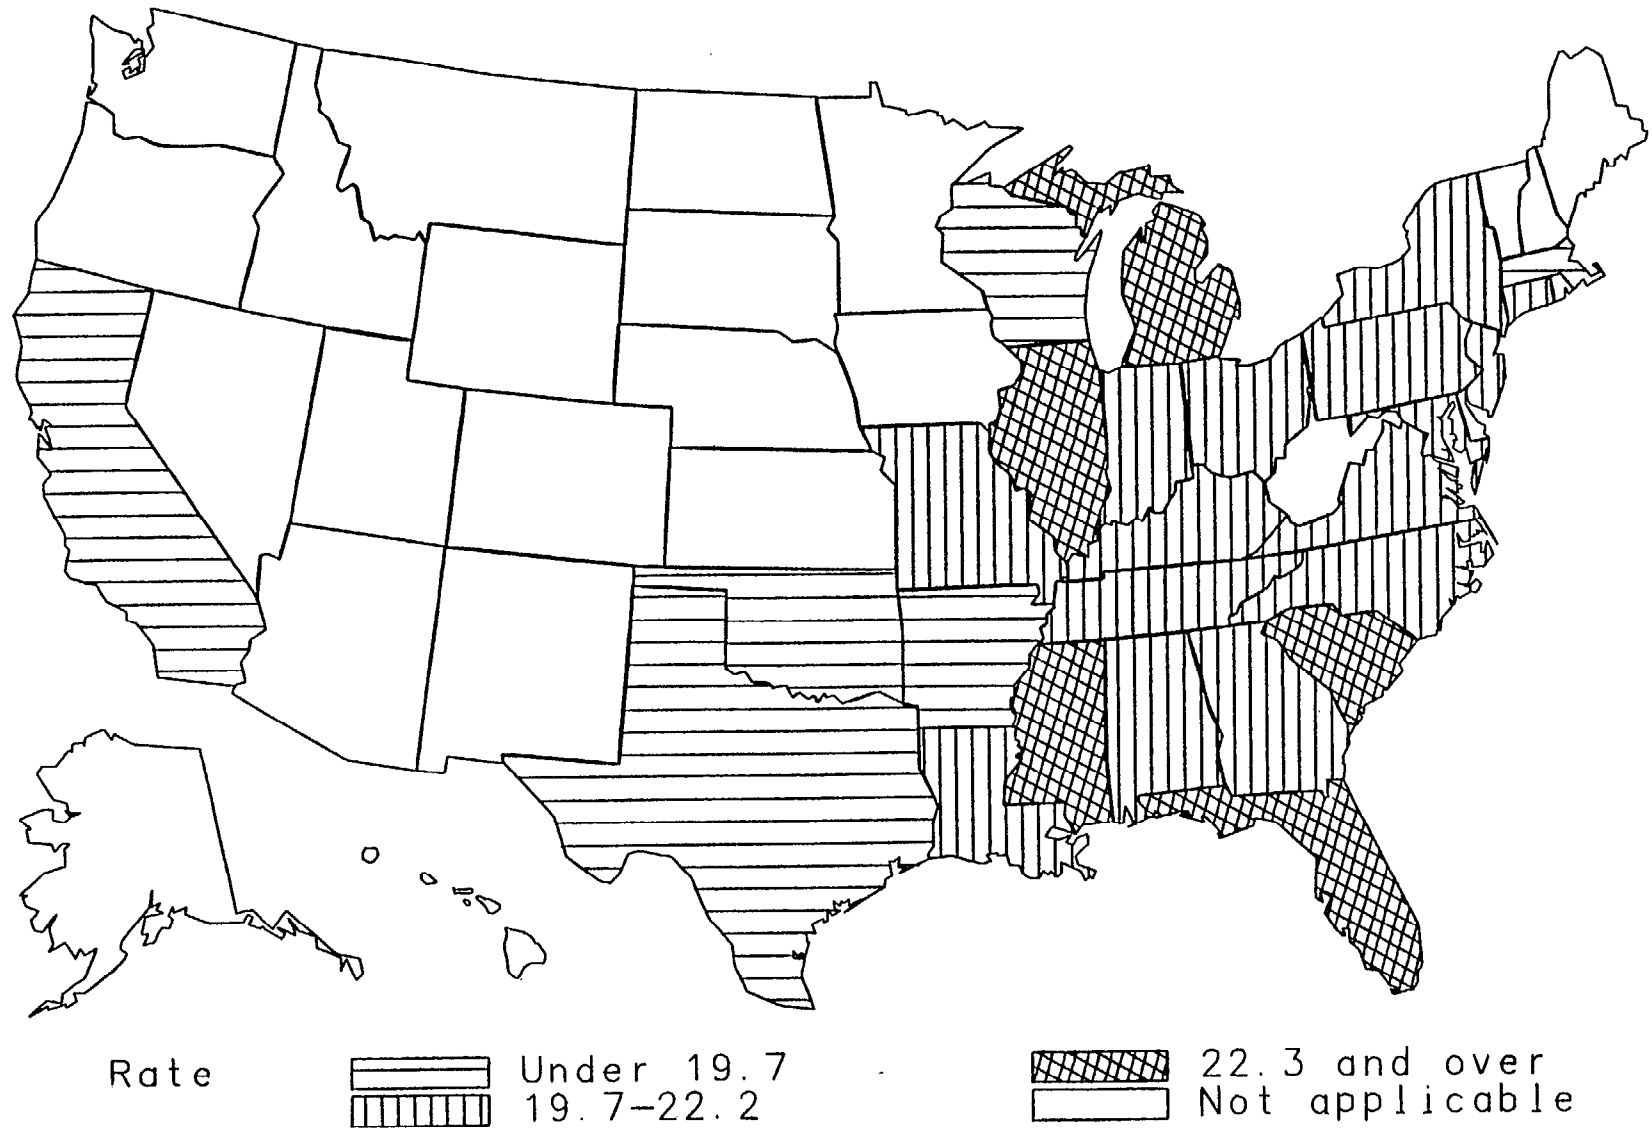 Rate
Under 19.7
19.7-22.2
22.3 and over
Not applicable